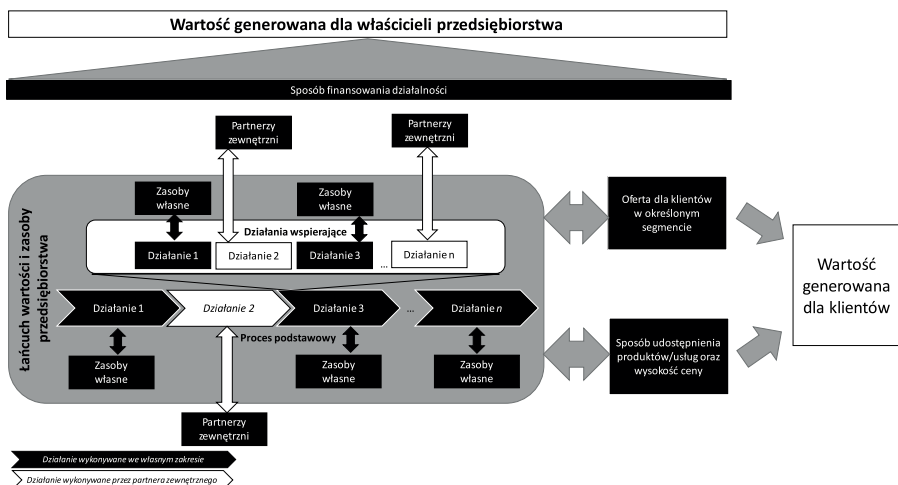 Wartość generowana dla właścicieli przedsiębiorstwa
Sposób finansowania działalności
Partnerzy
zewnętrzni
Partnerzy
zewnętrzni
Łańcuch wartości i zasoby
przedsiębiorstwa
Zasoby
własne
Zasoby
własne
Działania wspierające
Działanie 1
Działanie 2
Działanie 3
...
Działanie n
Działanie 1
Działanie 2
Działanie 3
...
Działanie n
Proces podstawowy
Zasoby
własne
Zasoby
własne
Zasoby
własne
Partnerzy
zewnętrzni
Oferta dla klientów
w określonym
segmencie
Sposób udostępnienia
produktów/usług oraz
wysokość ceny
Wartość
generowana
dla klientów
Działanie wykonywane we własnym zakresie
Działanie wykonywane przez partnera zewnętrznego